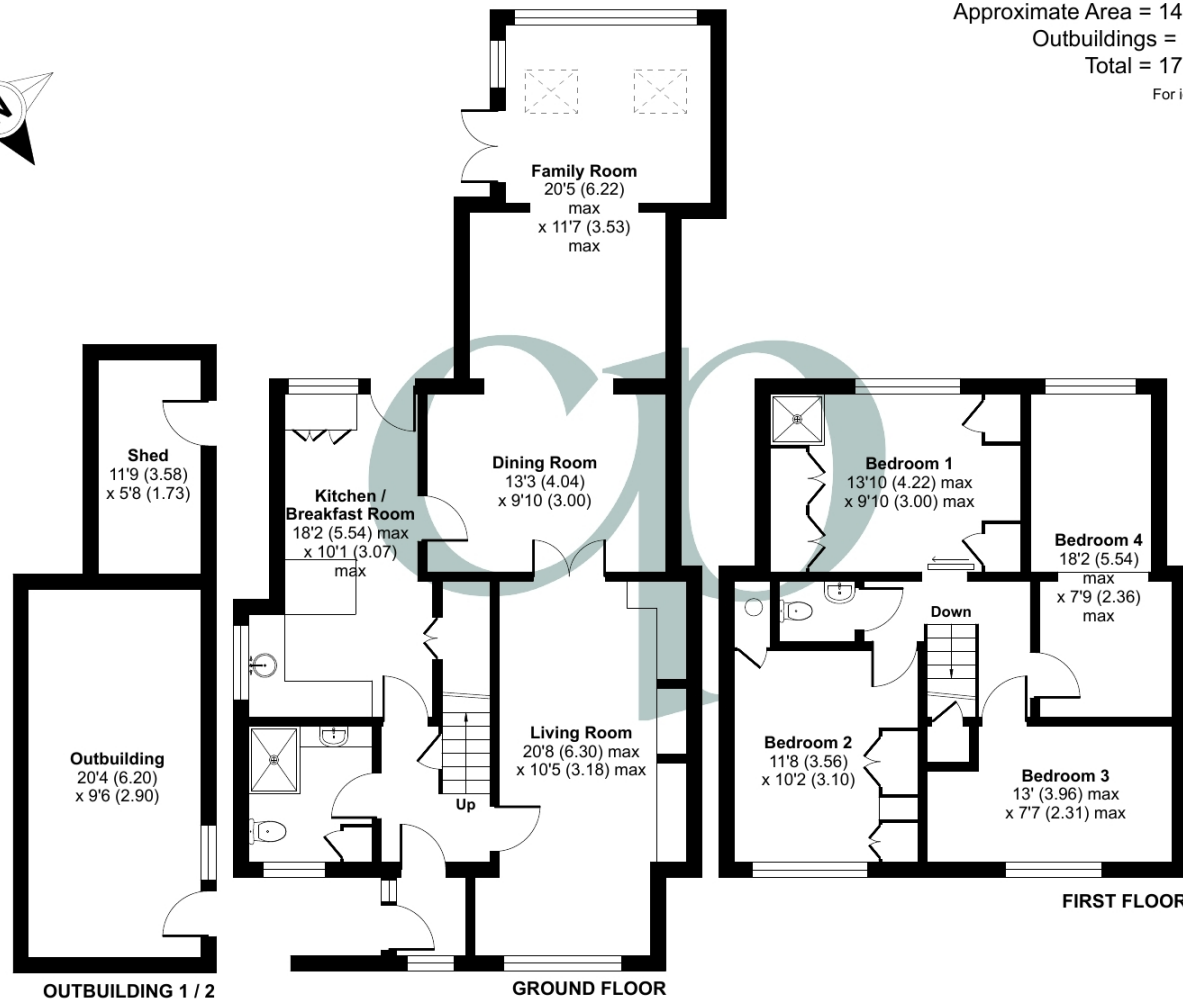 Approximate Area = 14
Outbuildings =
Total = 17
For i
Family Room
20'5 (6.22)
max
x 11'7 (3.53)
max
Shed
11'9 (3.58)
x 5'8 (1.73)
Kitchen /
Breakfast Room
18'2 (5.54) max
x 10'1 (3.07)
max
Dining Room
13'3 (4.04)
x 9'10 (3.00)
Bedroom 1
13'10 (4.22) max
x 9'10 (3.00) max
Bedroom 4
18'2 (5.54)
max
x 7'9 (2.36)
max
Down
Outbuilding
20'4 (6.20)
x 9'6 (2.90)
Up
Living Room
20'8 (6.30) max
x 10'5 (3.18) max
Bedroom 2
11'8 (3.56)
x 10'2 (3.10)
Bedroom 3
13' (3.96) max
x 7'7 (2.31) max
FIRST FLOOR
OUTBUILDING 1 / 2
GROUND FLOOR
cp